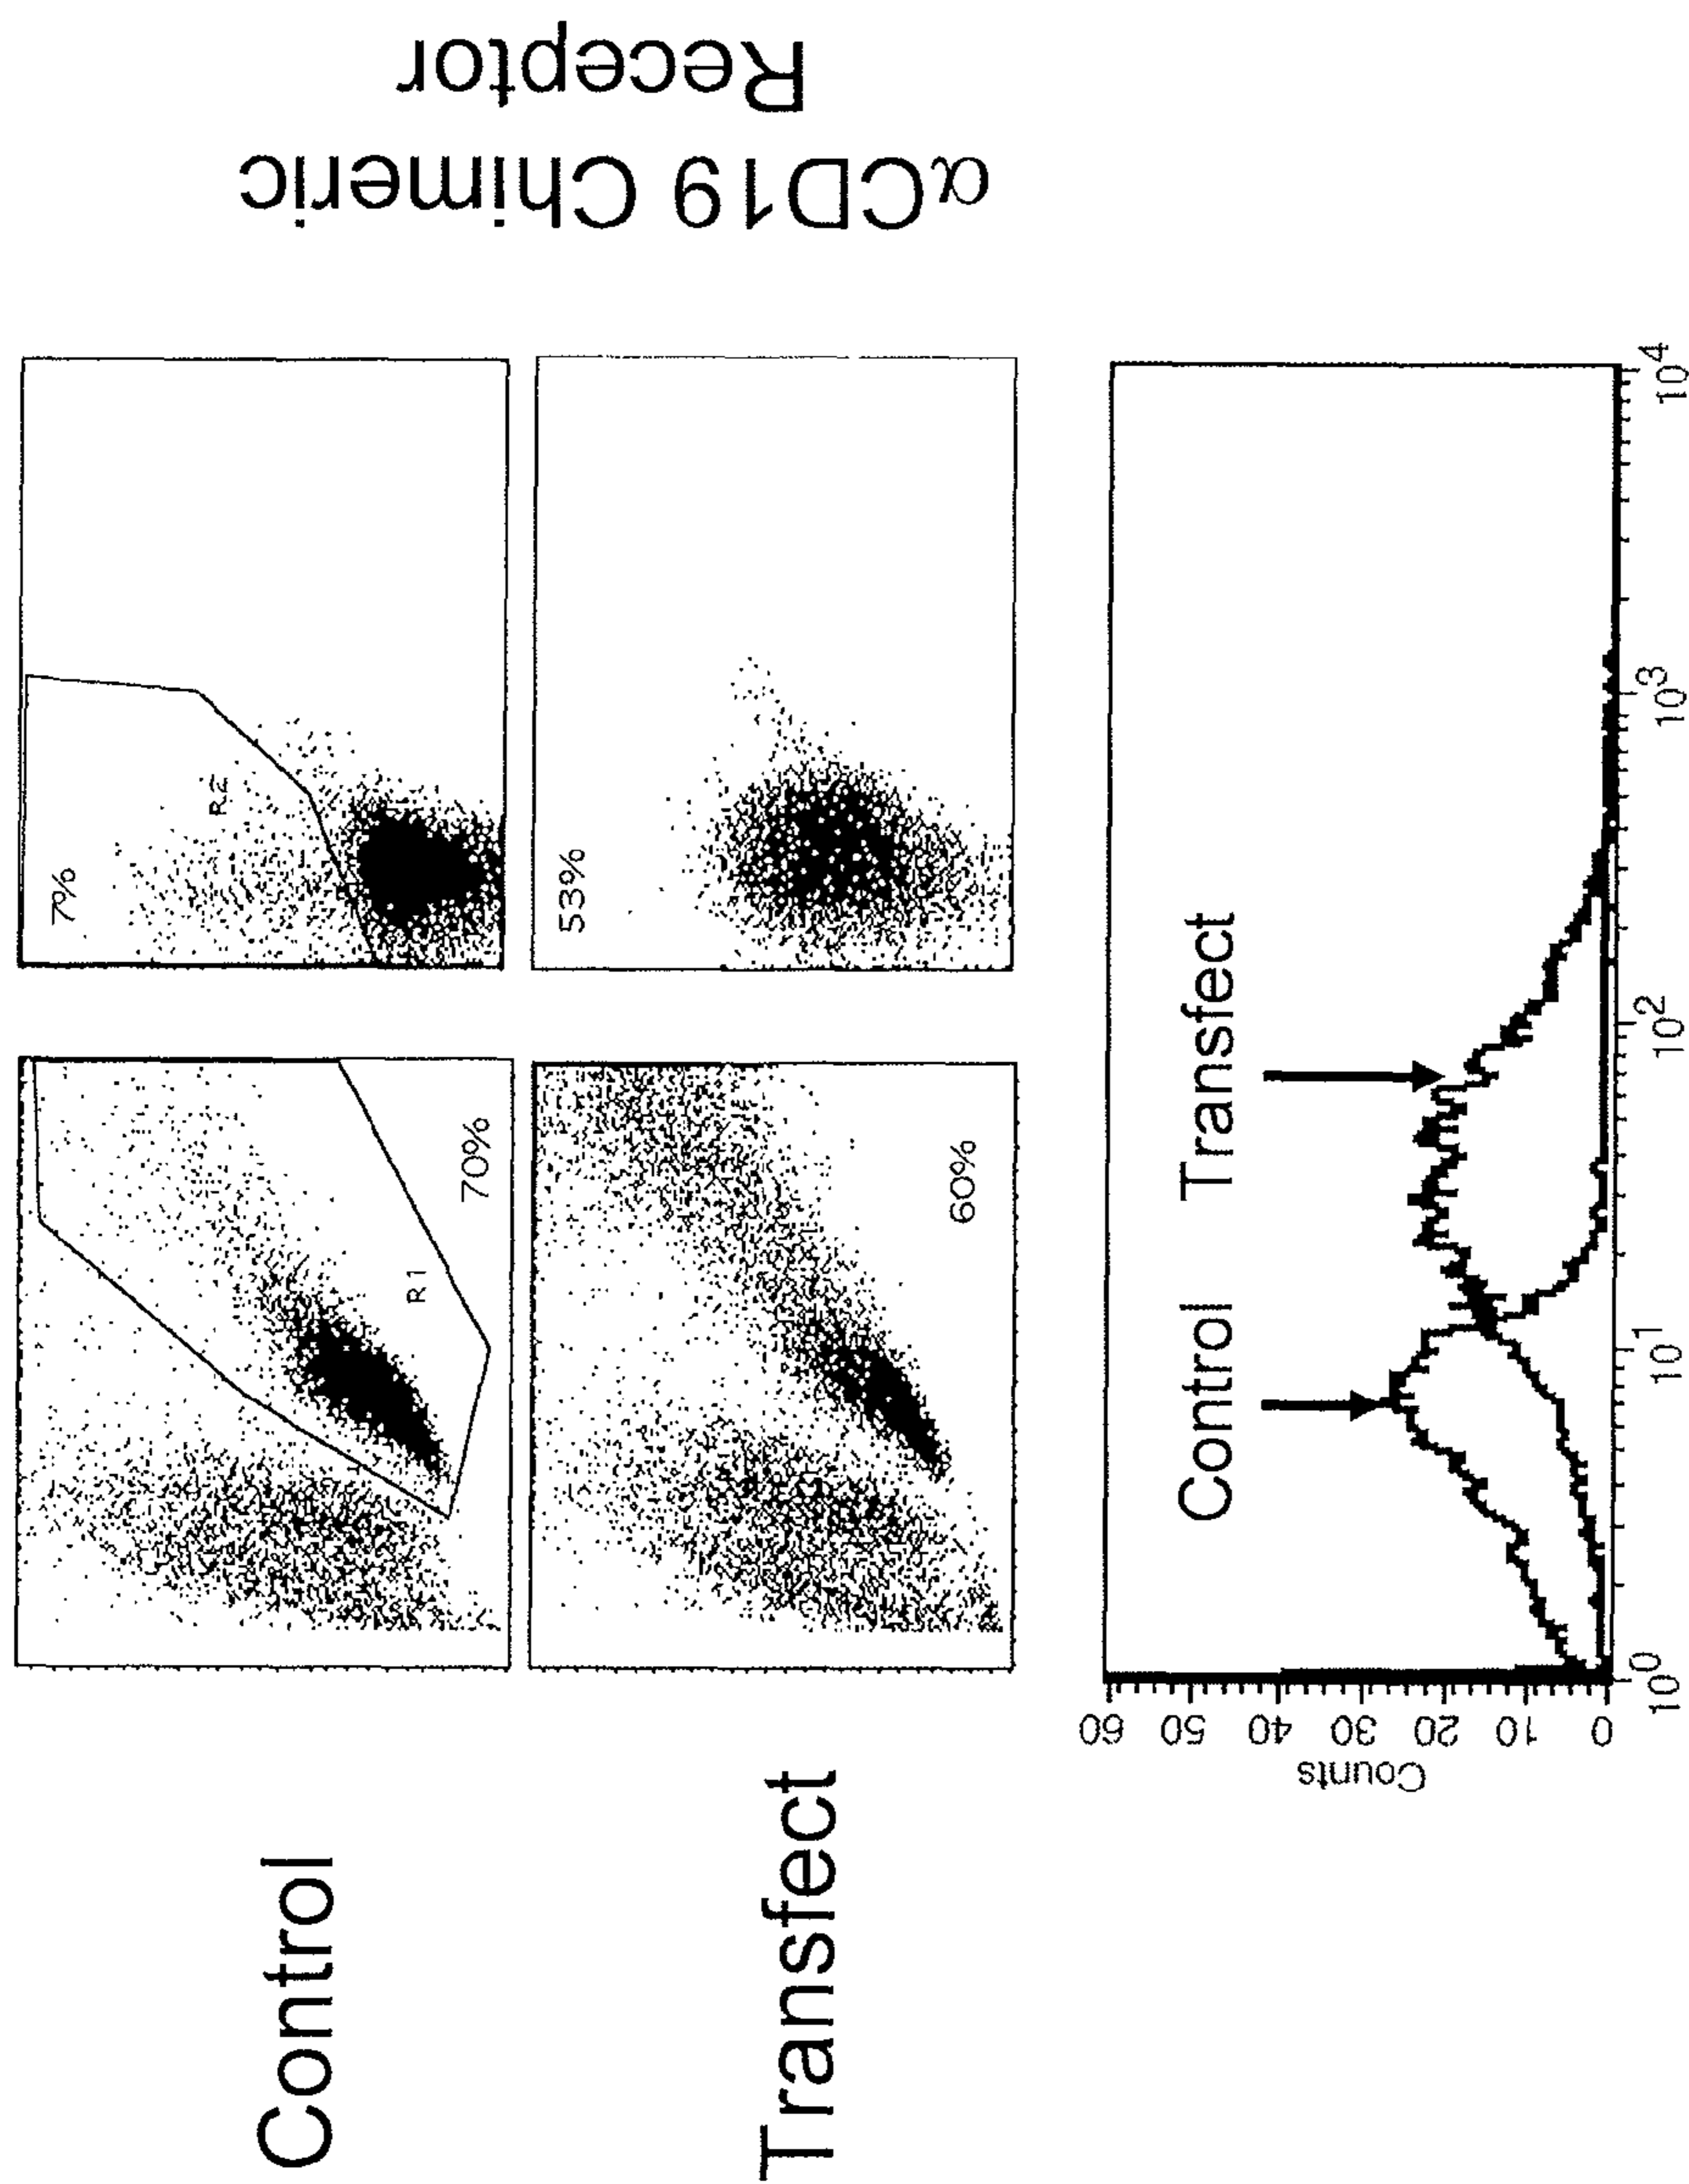 Control
70%
R1
7%
R2
Transfect
60%
53%
αCD19 Chimeric
Receptor
Control
Transfect
Counts
60
50
40
30
20
10
0
10^0
10^1
10^2
10^3
10^4